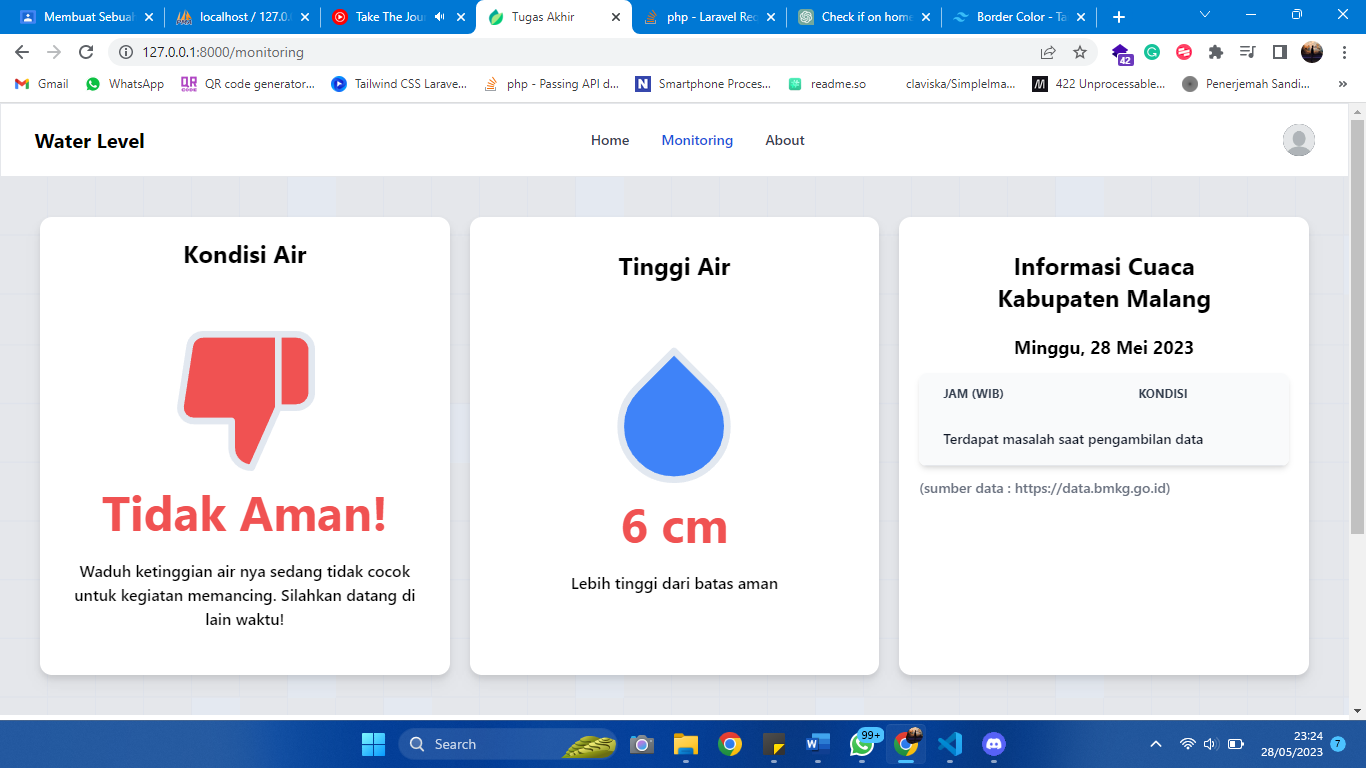 Membuat Sebuah
localhost / 127.0.
Take The Jou
Tugas Akhir
php - Laravel Rec
Check if on home
Border Color - Ta
127.0.0.1:8000/monitoring
42
Gmail
WhatsApp
QR code generator...
Tailwind CSS Larave...
php - Passing API d...
Smartphone Proces...
readme.so
claviska/SimpleIma...
422 Unprocessable...
Penerjemah Sandi...
»
Water Level
Home
Monitoring
About
Kondisi Air
Tidak Aman!
Waduh ketinggian air nya sedang tidak cocok
untuk kegiatan memancing. Silahkan datang di
lain waktu!
Tinggi Air
6 cm
Lebih tinggi dari batas aman
Informasi Cuaca
Kabupaten Malang
Minggu, 28 Mei 2023
JAM (WIB) KONDISI
Terdapat masalah saat pengambilan data
(sumber data : https://data.bmkg.go.id)
Search
99+
23:24
28/05/2023
7